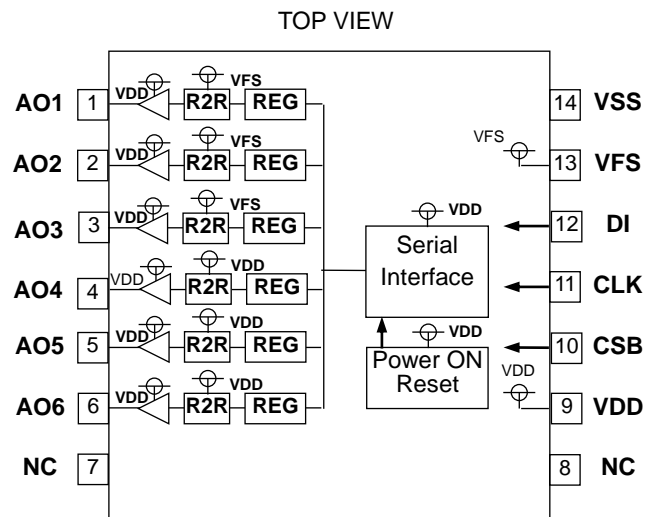 TOP VIEW
VDD VFS
AO1 1 R2R REG 14 VSS
VDD VFS VFS
AO2 2 R2R REG 13 VFS
VDD VFS
AO3 3 R2R REG VDD 12 DI
Serial
Interface
VDD VDD
AO4 4 R2R REG 11 CLK
VDD VDD VDD
AO5 5 R2R REG Power ON 10 CSB
Reset VDD
VDD VDD
AO6 6 R2R REG 9 VDD
NC 7 8 NC